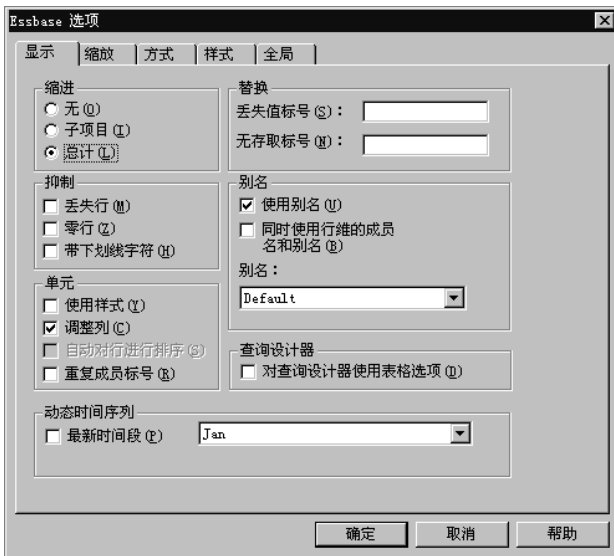 Essbase 选项
显示
缩放
方式
样式
全局
缩进
无(O)
子项目(I)
总计(L)
抑制
丢失行(M)
零行(Z)
带下划线字符(H)
单元
使用样式(Y)
调整列(C)
自动对行进行排序(S)
重复成员标号(R)
替换
丢失值标号(S):
无存取标号(N):
别名
使用别名(U)
同时使用行维的成员
名和别名(B)
别名:
Default
查询设计器
对查询设计器使用表格选项(D)
动态时间序列
最新时间段(P)
Jan
确定
取消
帮助